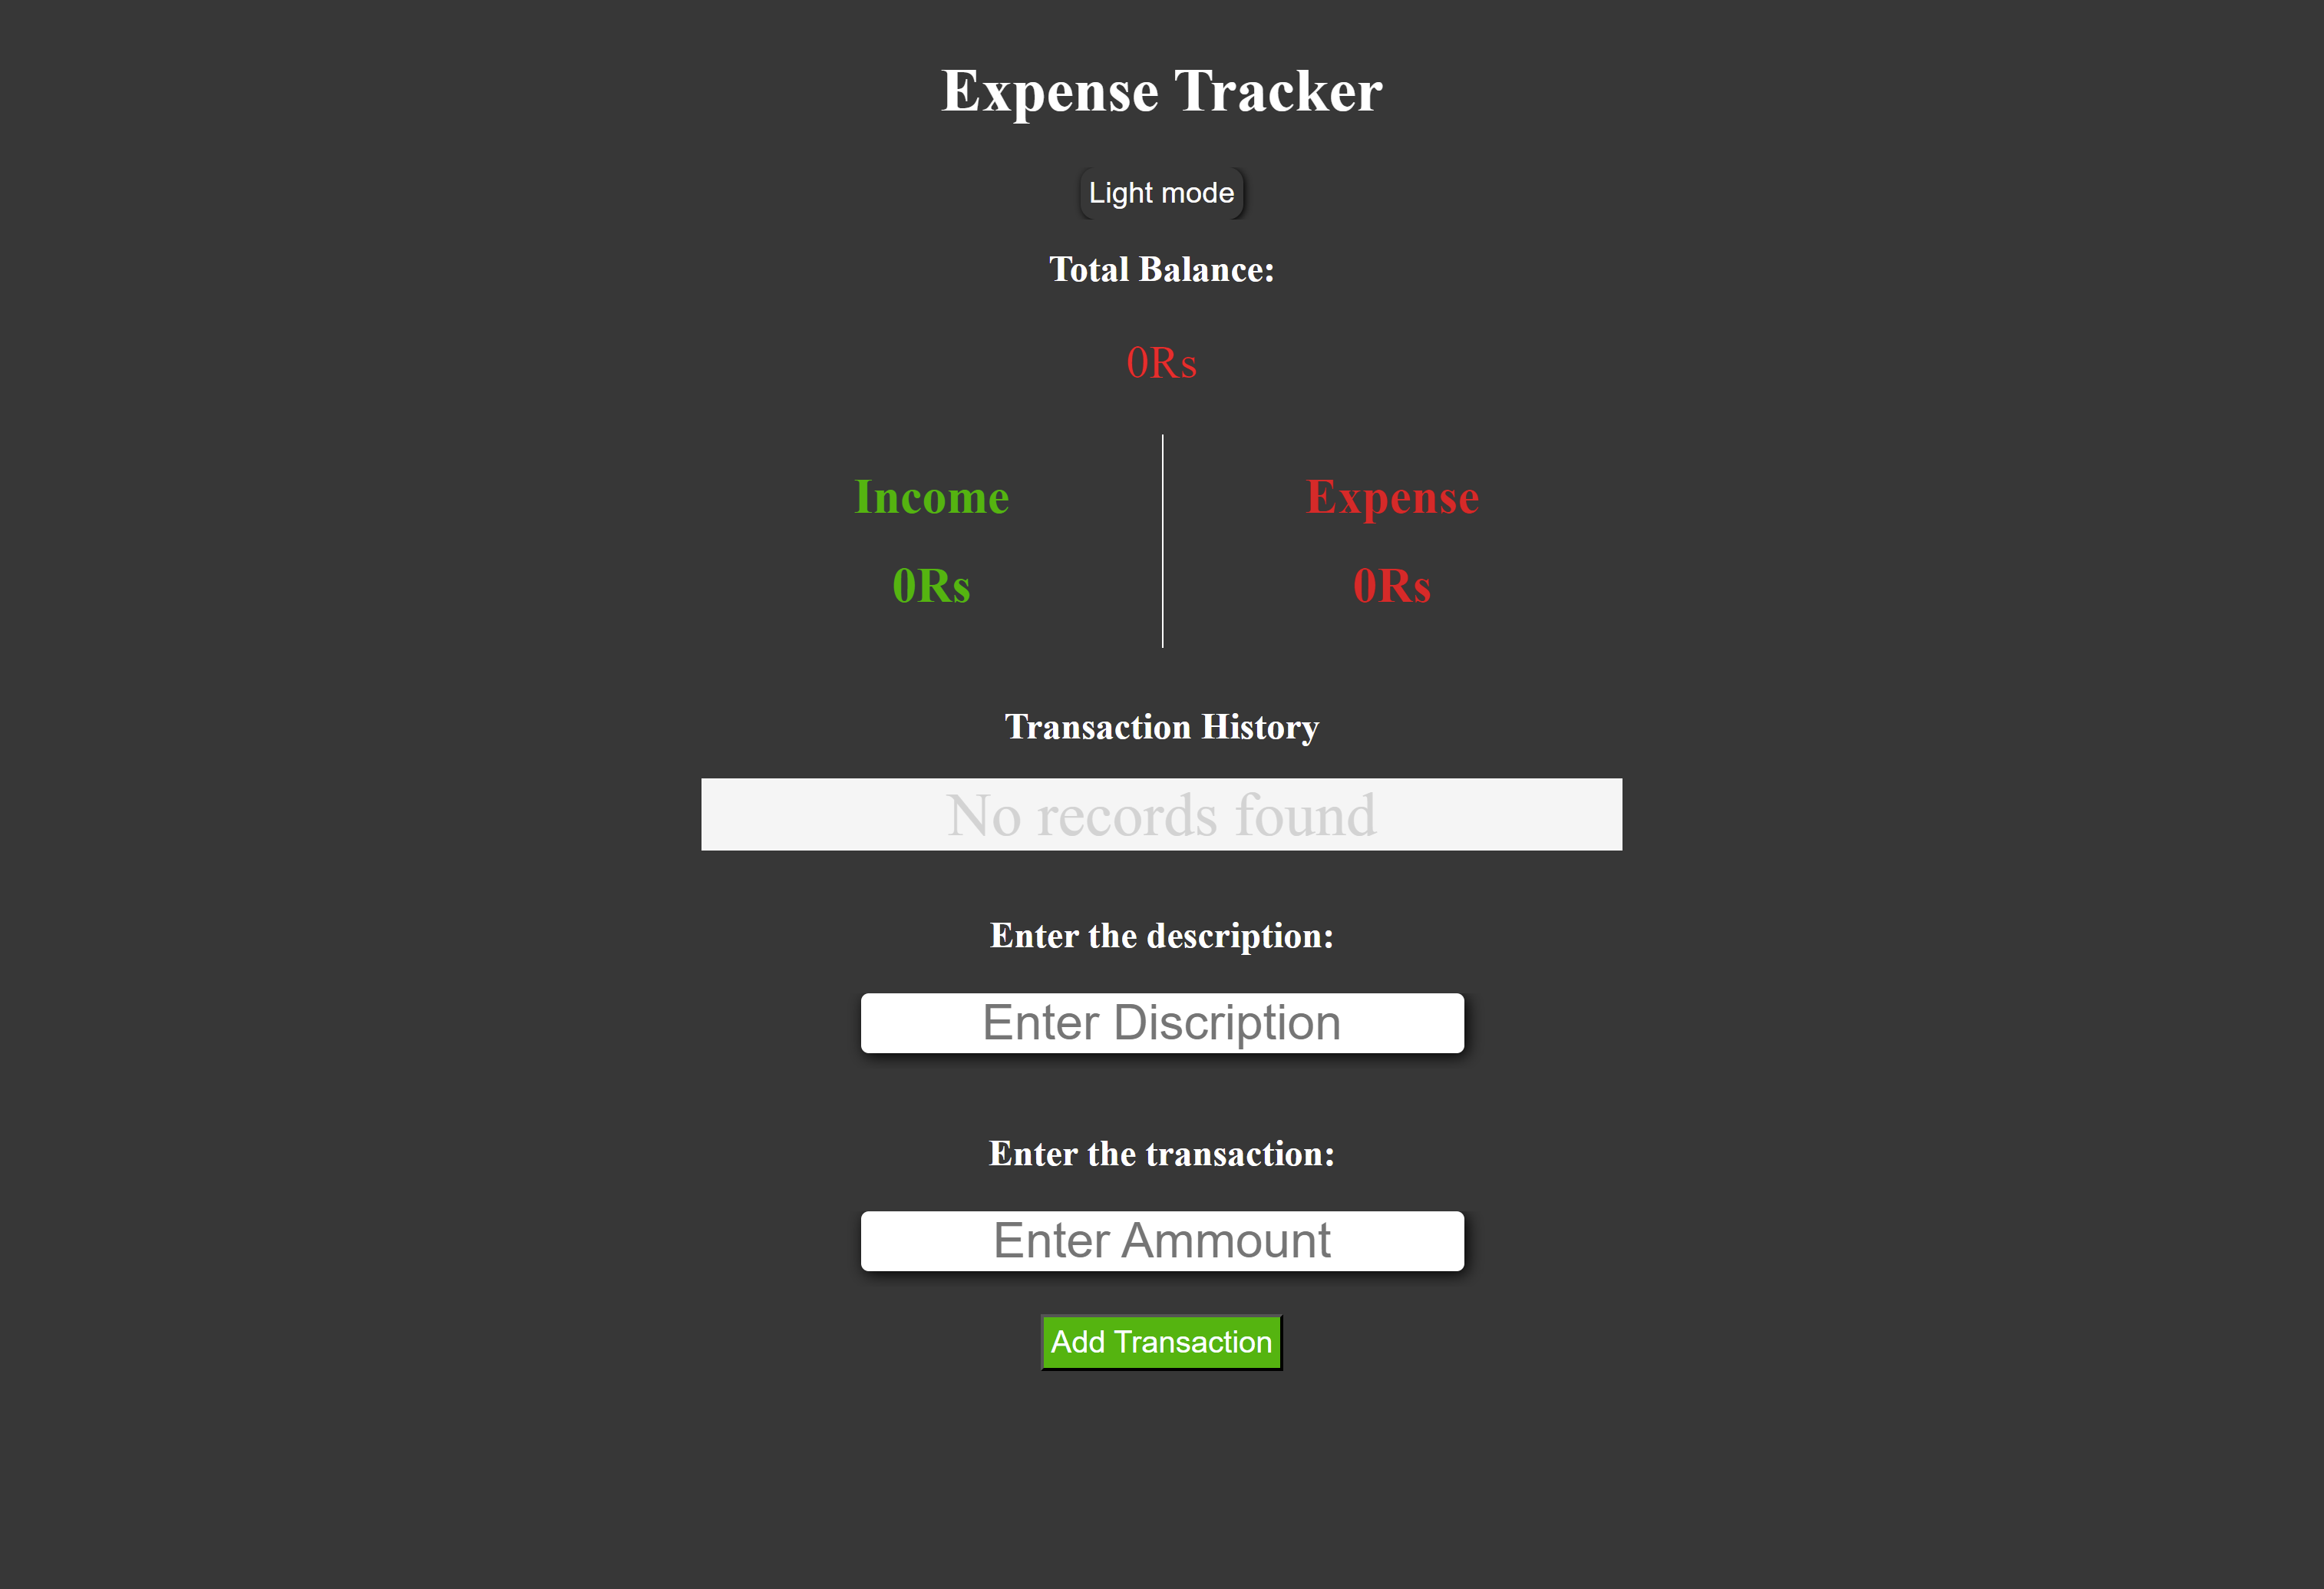 Expense Tracker
Light mode
Total Balance:
0Rs
Income
Expense
0Rs
0Rs
Transaction History
No records found
Enter the description:
Enter Discription
Enter the transaction:
Enter Ammount
Add Transaction